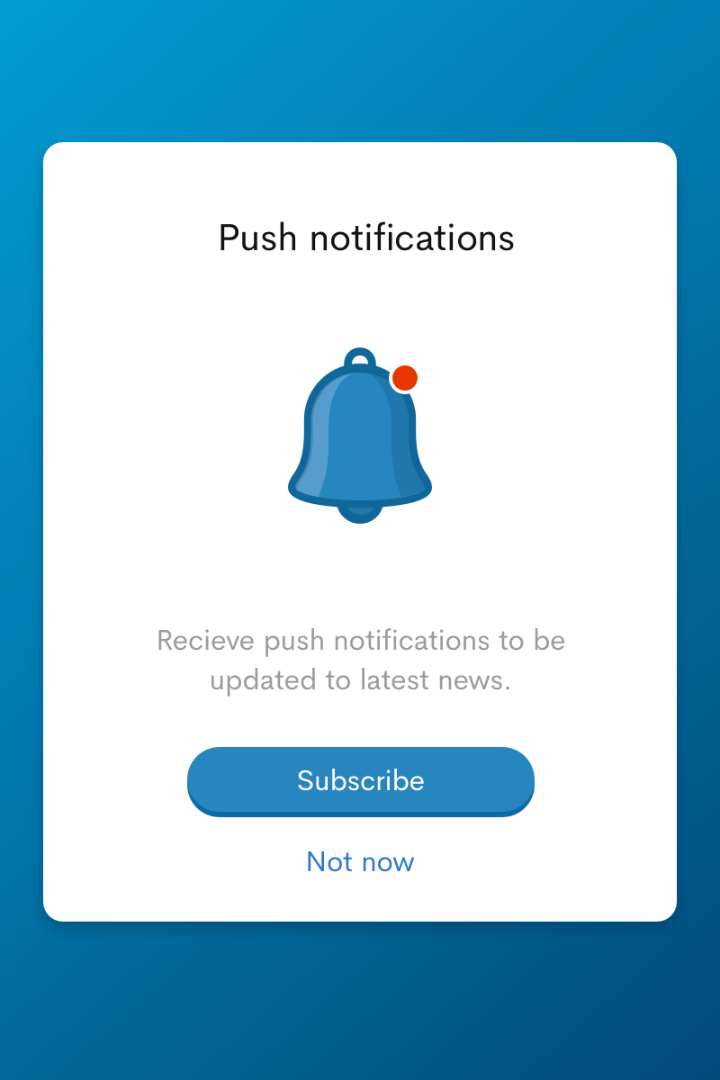 Push notifications
Recieve push notifications to be
updated to latest news.
Subscribe
Not now